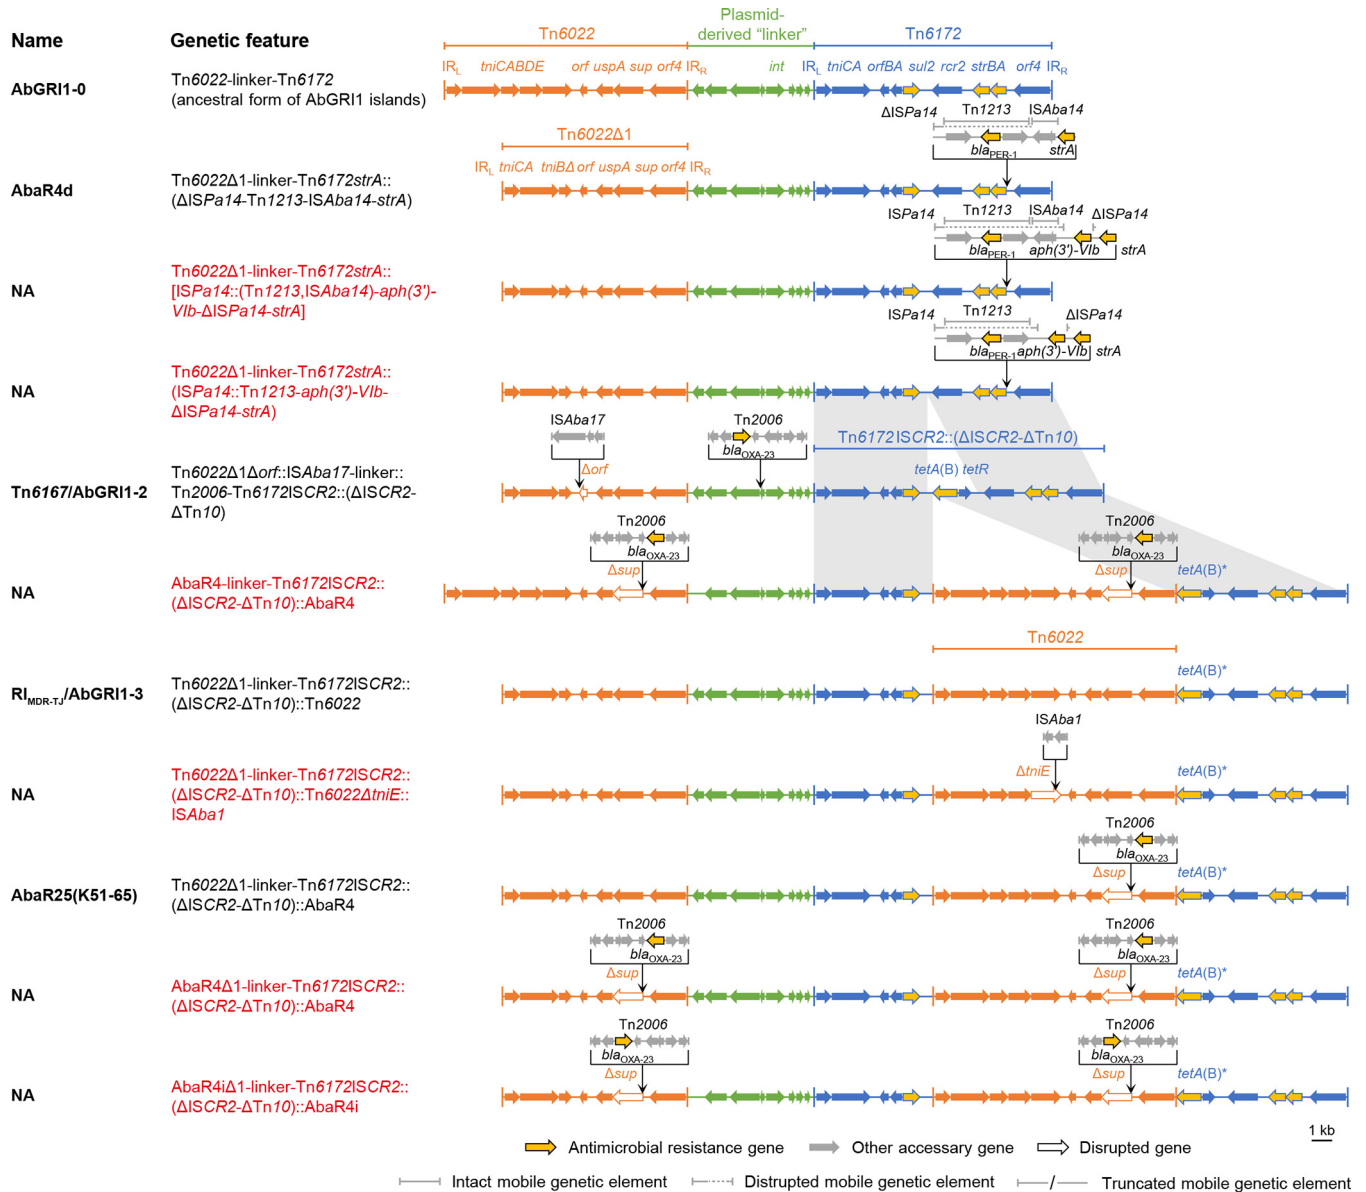 Plasmid-
Tn6022 derived “linker” Tn6172
Name Genetic feature
IRL tniCABDE orf uspA sup orf4 IRR int IRL tniCA orfBA sul2 rcr2 strBA orf4 IRR
AbGRI1-0 Tn6022-linker-Tn6172
(ancestral form of AbGRI1 islands)
ΔISPa14 Tn1213 ISAba14
Tn6022Δ1
blaPER-1 strA
IRL tniCA tniBΔ orf uspA sup orf4 IRR
AbaR4d Tn6022Δ1-linker-Tn6172strA::
(ΔISPa14-Tn1213-ISAba14-strA)
ISPa14 Tn1213 ISAba14 ΔISPa14
blaPER-1 aph(3')-VIb strA
NA Tn6022Δ1-linker-Tn6172strA::
[ISPa14::(Tn1213,ISAba14)-aph(3')-
VIb-ΔISPa14-strA]
ISPa14 Tn1213 ΔISPa14
blaPER-1 aph(3')-VIb strA
NA Tn6022Δ1-linker-Tn6172strA::
(ISPa14::Tn1213-aph(3')-VIb-
ΔISPa14-strA)
ISAba17 Tn2006
Tn6172ISCR2::(ΔISCR2-ΔTn10)
blaOXA-23
Δorf tetA(B) tetR
Tn6167/AbGRI1-2 Tn6022Δ1Δorf::ISAba17-linker::
Tn2006-Tn6172ISCR2::(ΔISCR2-
ΔTn10)
Tn2006 Tn2006
blaOXA-23 blaOXA-23
Δsup Δsup tetA(B)*
NA AbaR4-linker-Tn6172ISCR2::
(ΔISCR2-ΔTn10)::AbaR4
Tn6022
tetA(B)*
RIMDR-TJ/AbGRI1-3 Tn6022Δ1-linker-Tn6172ISCR2::
(ΔISCR2-ΔTn10)::Tn6022
ISAba1
ΔtniE tetA(B)*
NA Tn6022Δ1-linker-Tn6172ISCR2::
(ΔISCR2-ΔTn10)::Tn6022ΔtniE::
ISAba1
Tn2006
blaOXA-23
Δsup tetA(B)*
AbaR25(K51-65) Tn6022Δ1-linker-Tn6172ISCR2::
(ΔISCR2-ΔTn10)::AbaR4
Tn2006 Tn2006
blaOXA-23 blaOXA-23
Δsup Δsup tetA(B)*
NA AbaR4Δ1-linker-Tn6172ISCR2::
(ΔISCR2-ΔTn10)::AbaR4
Tn2006 Tn2006
blaOXA-23 blaOXA-23
Δsup Δsup tetA(B)*
NA AbaR4iΔ1-linker-Tn6172ISCR2::
(ΔISCR2-ΔTn10)::AbaR4i
1 kb
Antimicrobial resistance gene Other accessary gene Disrupted gene
Intact mobile genetic element Distrupted mobile genetic element / Truncated mobile genetic element